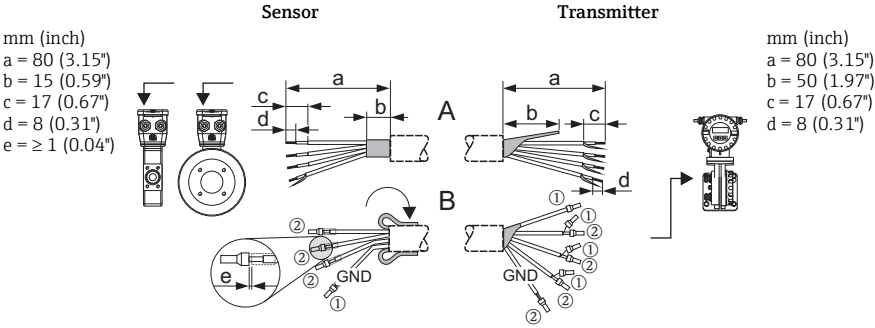 Sensor
Transmitter
mm (inch)
a = 80 (3.15")
b = 15 (0.59")
c = 17 (0.67")
d = 8 (0.31")
e = ≥ 1 (0.04")
a
c
b
d
A
a
b
c
d
mm (inch)
a = 80 (3.15")
b = 50 (1.97")
c = 17 (0.67")
d = 8 (0.31")
B
②
②
②
e
GND
①
①
①
②
①
②
GND
①
②
②